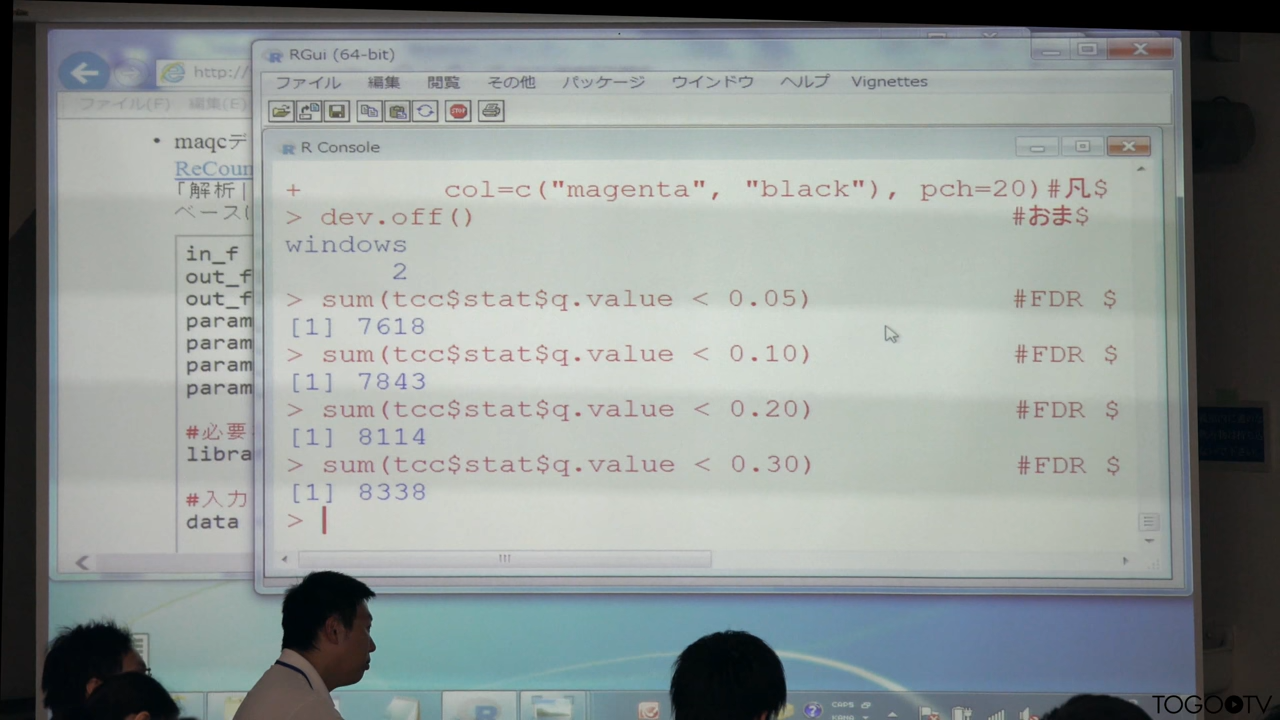 RGui (64-bit)
http://
ファイル 編集 閲覧 その他 パッケージ ウインドウ ヘルプ Vignettes
ファイル(F) 編集(E)
STOP
R Console
• maqcデ
ReCoun
「解析|
ベースに
in_f
out_f
out_f
param
param
param
param
#必要
libra
#入力
data
+ col=c("magenta", "black"), pch=20)#凡$
> dev.off() #おま$
windows
2
> sum(tcc$stat$q.value < 0.05) #FDR $
[1] 7618
> sum(tcc$stat$q.value < 0.10) #FDR $
[1] 7843
> sum(tcc$stat$q.value < 0.20) #FDR $
[1] 8114
> sum(tcc$stat$q.value < 0.30) #FDR $
[1] 8338
>
CAPS
KANA
TOGOTV